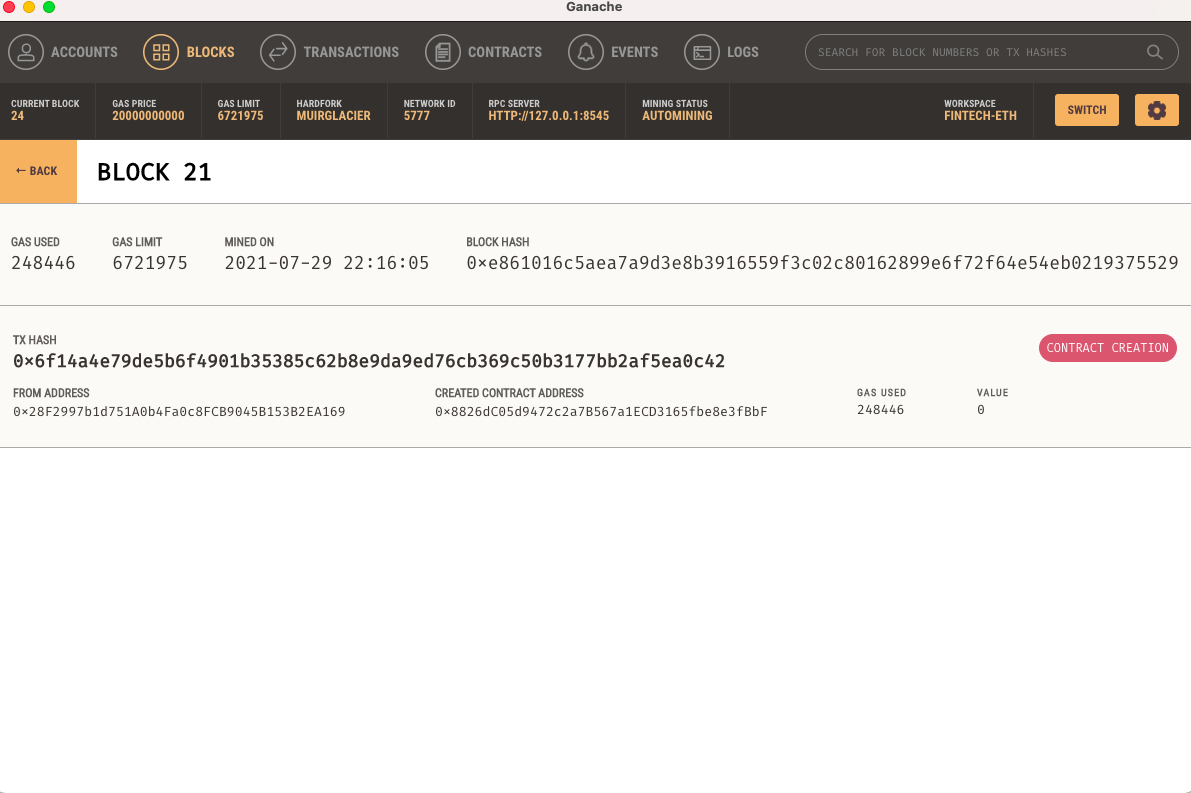 Ganache
ACCOUNTS BLOCKS TRANSACTIONS CONTRACTS EVENTS LOGS SEARCH FOR BLOCK NUMBERS OR TX HASHES
CURRENT BLOCK GAS PRICE GAS LIMIT HARDFORK NETWORK ID RPC SERVER MINING STATUS WORKSPACE
24 20000000000 6721975 MUIRGLACIER 5777 HTTP://127.0.0.1:8545 AUTOMINING FINTECH-ETH SWITCH
← BACK BLOCK 21
GAS USED GAS LIMIT MINED ON BLOCK HASH
248446 6721975 2021-07-29 22:16:05 0×e861016c5aea7a9d3e8b3916559f3c02c80162899e6f72f64e54eb0219375529
TX HASH
0×6f14a4e79de5b6f4901b35385c62b8e9da9ed76cb369c50b3177bb2af5ea0c42 CONTRACT CREATION
FROM ADDRESS CREATED CONTRACT ADDRESS GAS USED VALUE
0×28F2997b1d751A0b4Fa0c8FCB9045B153B2EA169 0×8826dC05d9472c2a7B567a1ECD3165fbe8e3fBbF 248446 0